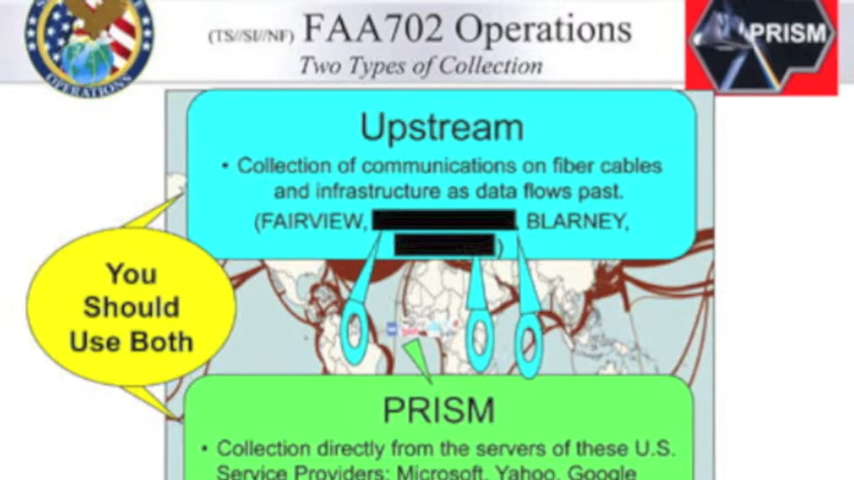 (TS//SI//NF) FAA702 Operations
Two Types of Collection
OPERATIONS
PRISM
Upstream
• Collection of communications on fiber cables
and infrastructure as data flows past.
(FAIRVIEW, BLARNEY,
)
You
Should
Use Both
PRISM
• Collection directly from the servers of these U.S.
Service Providers: Microsoft, Yahoo, Google